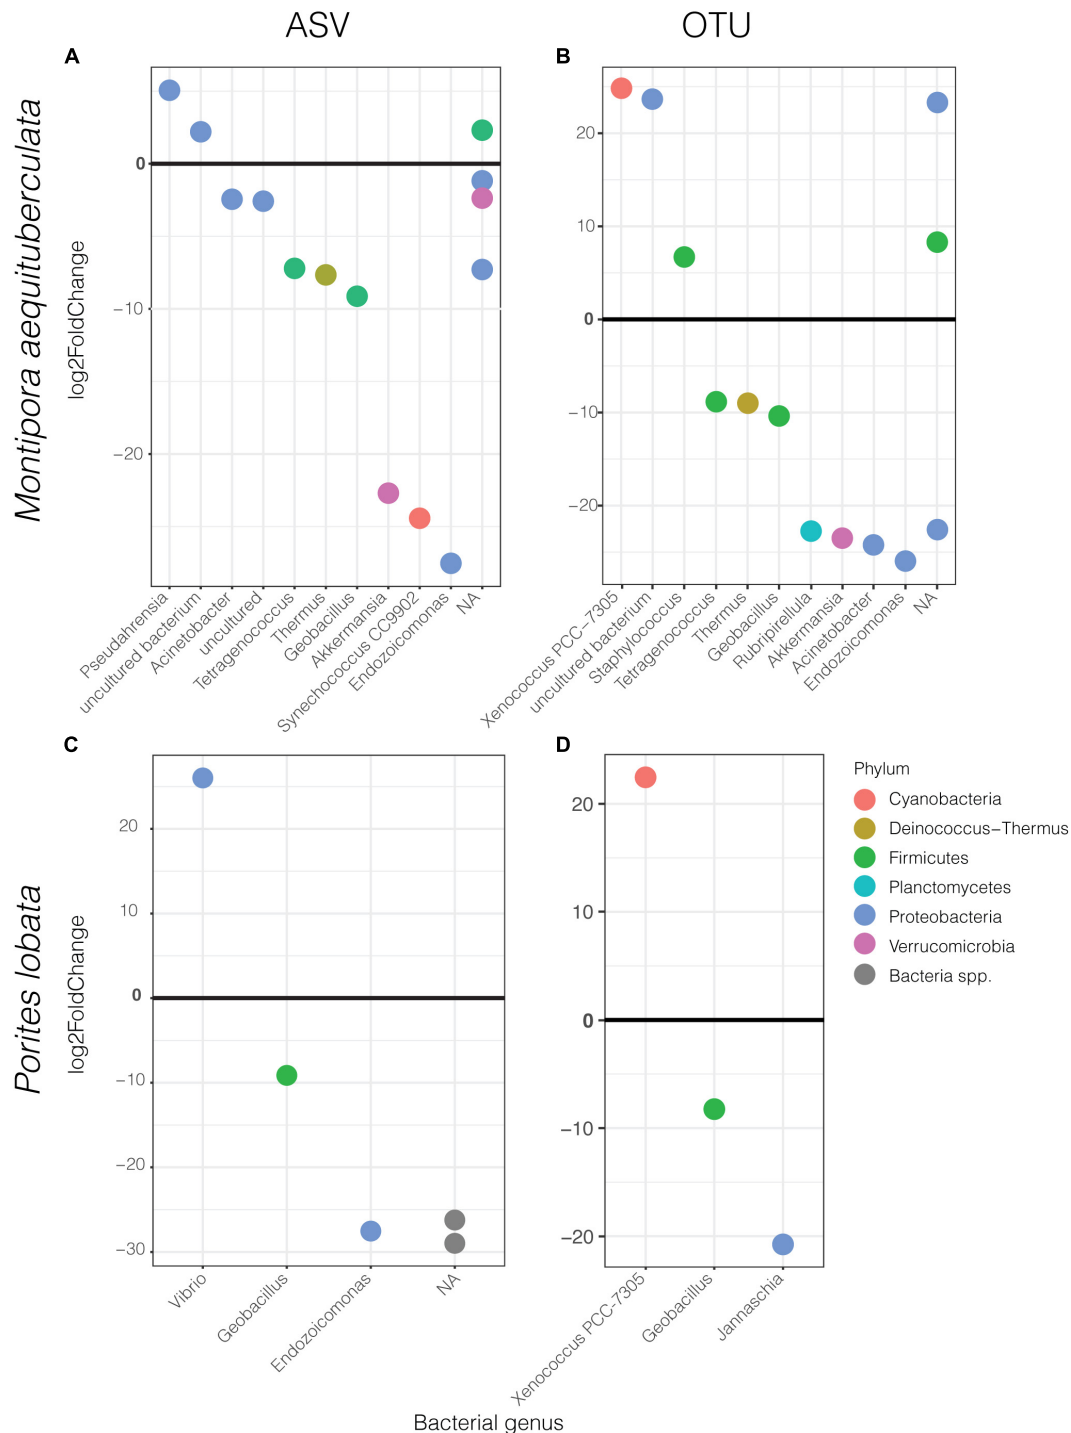 ASV
OTU
A
Montipora aequituberculata
log2FoldChange
0
−10
−20
Pseudahrensia
uncultured bacterium
Acinetobacter
uncultured
Tetragenococcus
Thermus
Geobacillus
Akkermansia
Synechococcus CC9902
Endozoicomonas
NA
B
20
10
0
−10
−20
Xenococcus PCC−7305
uncultured bacterium
Staphylococcus
Tetragenococcus
Thermus
Geobacillus
Rubripirellula
Akkermansia
Acinetobacter
Endozoicomonas
NA
C
Porites lobata
log2FoldChange
20
10
0
−10
−20
−30
Vibrio
Geobacillus
Endozoicomonas
NA
D
20
10
0
−10
−20
Xenococcus PCC-7305
Geobacillus
Jannaschia
Phylum
Cyanobacteria
Deinococcus−Thermus
Firmicutes
Planctomycetes
Proteobacteria
Verrucomicrobia
Bacteria spp.
Bacterial genus